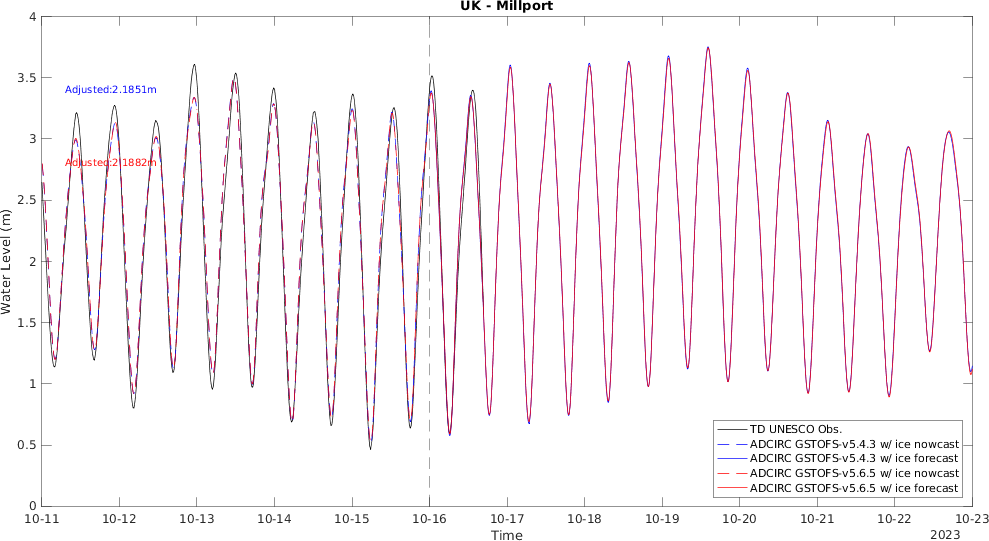 UK - Millport
4
3.5
3
2.5
2
1.5
1
0.5
0
Water Level (m)
Adjusted:2.1851m
Adjusted:2.1882m
TD UNESCO Obs.
ADCIRC GSTOFS-v5.4.3 w/ ice nowcast
ADCIRC GSTOFS-v5.4.3 w/ ice forecast
ADCIRC GSTOFS-v5.6.5 w/ ice nowcast
ADCIRC GSTOFS-v5.6.5 w/ ice forecast
10-11 10-12 10-13 10-14 10-15 10-16 10-17 10-18 10-19 10-20 10-21 10-22 10-23
Time
2023